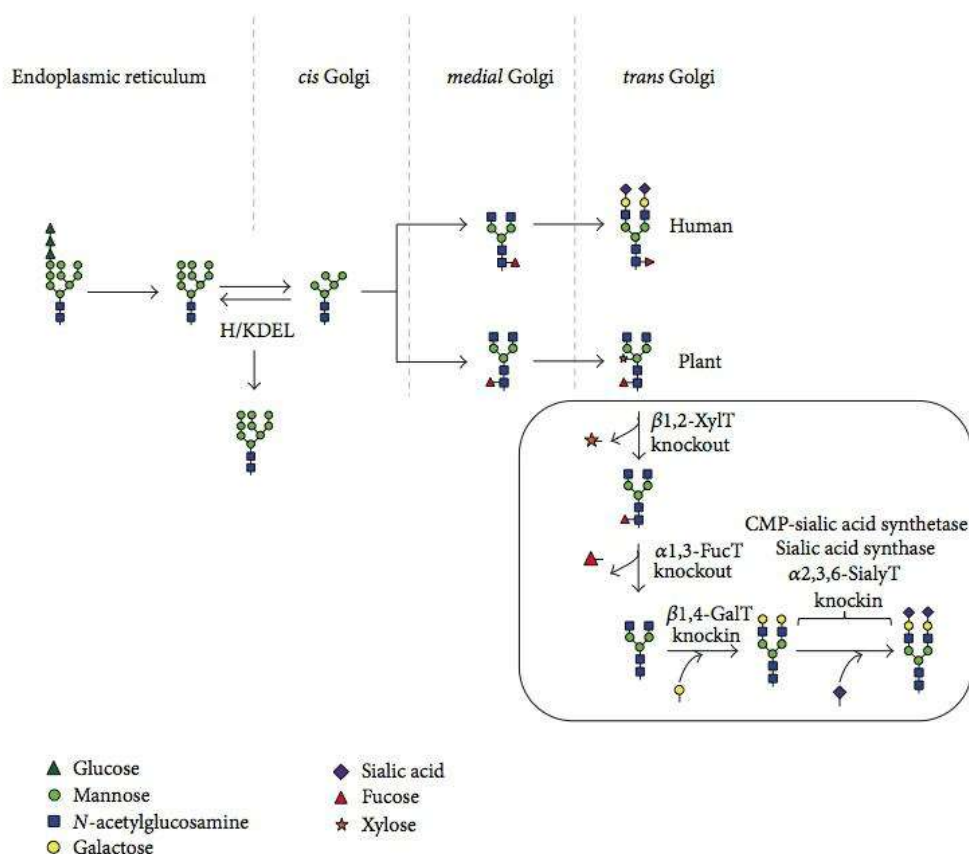 Endoplasmic reticulum
cis Golgi
medial Golgi
trans Golgi
Human
H/KDEL
Plant
β1,2-XylT
knockout
α1,3-FucT
knockout
CMP-sialic acid synthetase
Sialic acid synthase
α2,3,6-SialyT
knockin
β1,4-GalT
knockin
Glucose
Mannose
N-acetylglucosamine
Galactose
Sialic acid
Fucose
Xylose